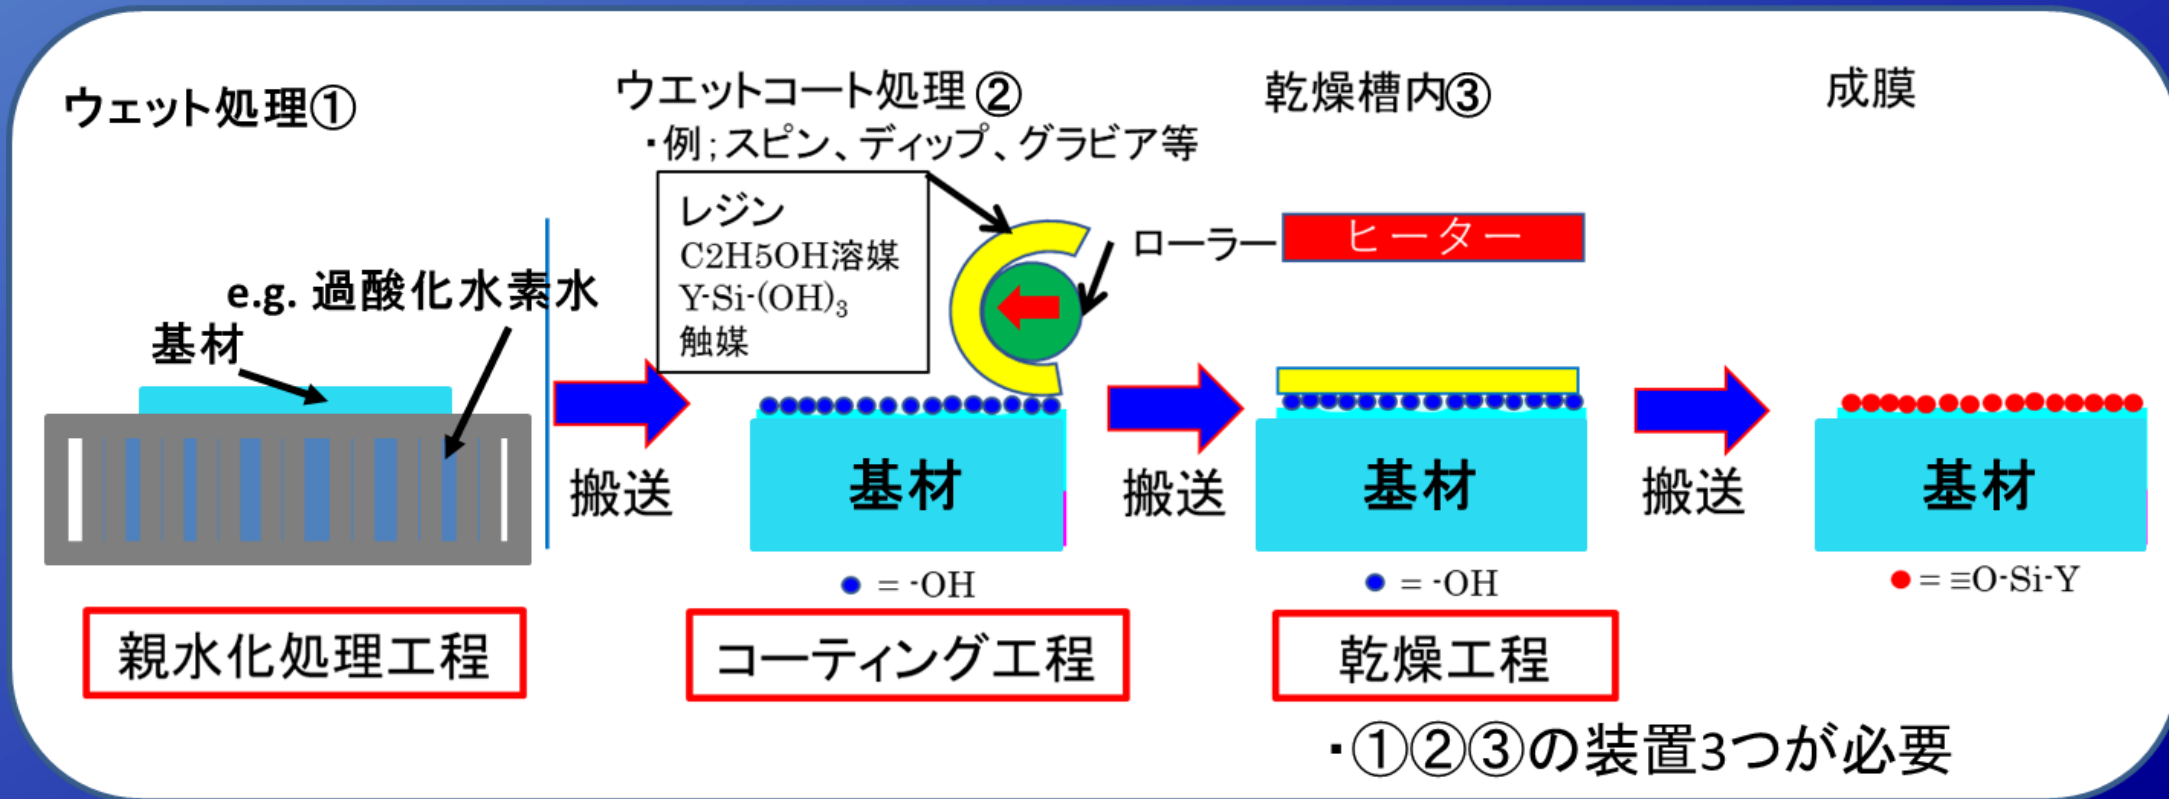 ウェット処理①
ウエットコート処理②
・例；スピン、ディップ、グラビア等
乾燥槽内③
成膜
レジン
C2H5OH溶媒
Y-Si-(OH)₃
触媒
ローラー
ヒーター
e.g. 過酸化水素水
基材
搬送
基材
搬送
基材
搬送
基材
= -OH
= -OH
= ≡O-Si-Y
親水化処理工程
コーティング工程
乾燥工程
・①②③の装置3つが必要